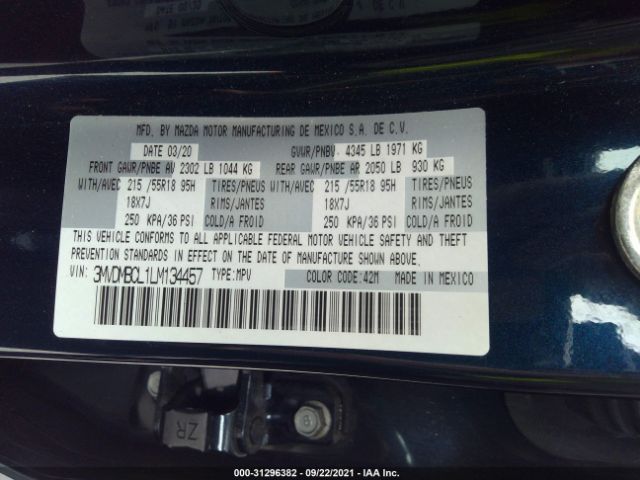 MFD. BY MAZDA MOTOR MANUFACTURING DE MEXICO S.A. DE C.V.
DATE 03/20 GVWR/PNBV 4345 LB 1971 KG
FRONT GAWR/PNBE AV 2302 LB 1044 KG REAR GAWR/PNBE AR 2050 LB 930 KG
WITH/AVEC 215 /55R18 95H TIRES/PNEUS WITH/AVEC 215 /55R18 95H TIRES/PNEUS
18X7J RIMS/JANTES 18X7J RIMS/JANTES
250 KPA/36 PSI COLD/A FROID 250 KPA/36 PSI COLD/A FROID
THIS VEHICLE CONFORMS TO ALL APPLICABLE FEDERAL MOTOR VEHICLE SAFETY AND THEFT
PREVENTION STANDARDS IN EFFECT ON THE DATE OF MANUFACTURE SHOWN ABOVE.
VIN: 3MVDMBCL1LM134457 TYPE: MPV COLOR CODE: 42M MADE IN MEXICO
ZR
8
000-31296382 - 09/22/2021 - IAA Inc.